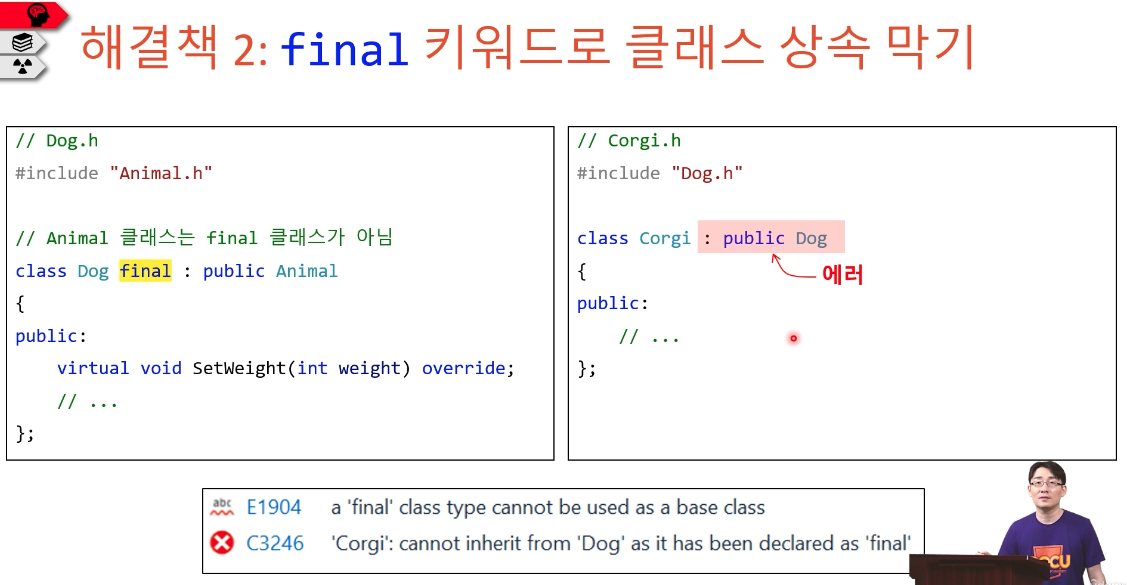 해결책 2: final 키워드로 클래스 상속 막기
// Dog.h
#include "Animal.h"
// Animal 클래스는 final 클래스가 아님
class Dog final : public Animal
{
public:
virtual void SetWeight(int weight) override;
// ...
};
// Corgi.h
#include "Dog.h"
class Corgi : public Dog
에러
{
public:
// ...
};
abc E1904 a 'final' class type cannot be used as a base class
C3246 'Corgi': cannot inherit from 'Dog' as it has been declared as 'final'